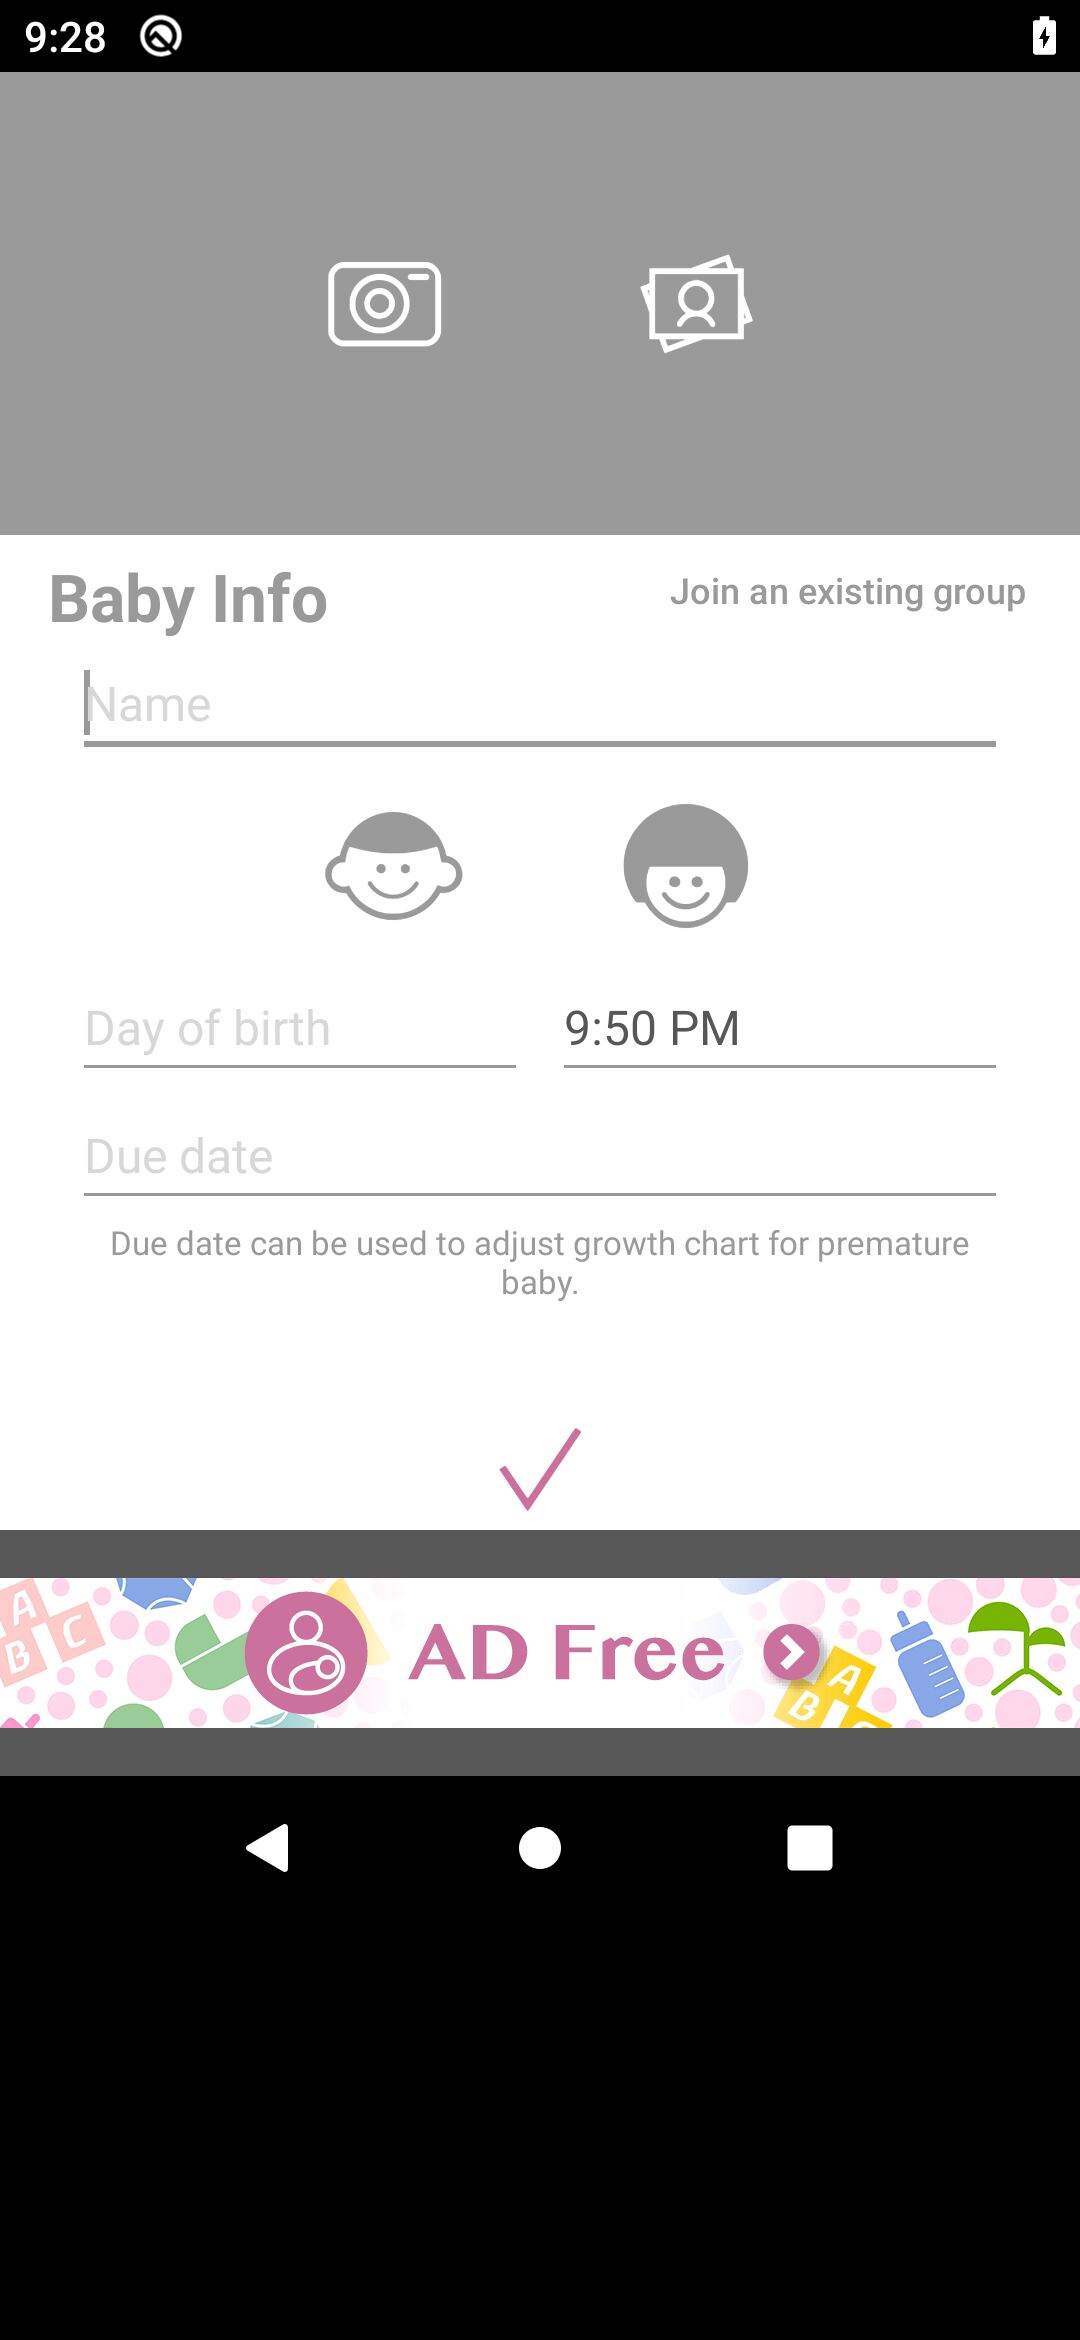 9:28
Baby Info
Join an existing group
Name
Day of birth
9:50 PM
Due date
Due date can be used to adjust growth chart for premature
baby.
A
B C
AD Free
A
B